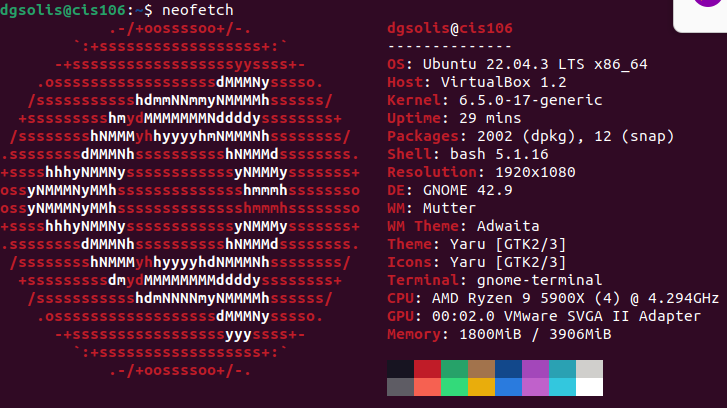 dgsolis@cis106:~$ neofetch
            .-/+oossssoo+/-.               dgsolis@cis106
        `:+ssssssssssssssssss+:`           --------------
      -+ssssssssssssssssssyyssss+-         OS: Ubuntu 22.04.3 LTS x86_64
    .ossssssssssssssssssdMMMNysssso.       Host: VirtualBox 1.2
   /ssssssssssshdmmNNmmyNMMMMhssssss/      Kernel: 6.5.0-17-generic
  +ssssssssshmydMMMMMMMNddddyssssssss+     Uptime: 29 mins
 /sssssssshNMMMyhhyyyyhmNMMMNhssssssss/    Packages: 2002 (dpkg), 12 (snap)
.ssssssssdMMMNhsssssssssshNMMMdssssssss.   Shell: bash 5.1.16
+sssshhhyNMMNyssssssssssssyNMMMysssssss+   Resolution: 1920x1080
ossyNMMMNyMMhsssssssssssssshmmmhssssssso   DE: GNOME 42.9
ossyNMMMNyMMhsssssssssssssshmmmhssssssso   WM: Mutter
+sssshhhyNMMNyssssssssssssyNMMMysssssss+   WM Theme: Adwaita
.ssssssssdMMMNhsssssssssshNMMMdssssssss.   Theme: Yaru [GTK2/3]
 /sssssssshNMMMyhhyyyyhdNMMMNhssssssss/    Icons: Yaru [GTK2/3]
  +sssssssssdmydMMMMMMMMddddyssssssss+     Terminal: gnome-terminal
   /ssssssssssshdmNNNNmyNMMMMhssssss/      CPU: AMD Ryzen 9 5900X (4) @ 4.294GHz
    .ossssssssssssssssssdMMMNysssso.       GPU: 00:02.0 VMware SVGA II Adapter
      -+sssssssssssssssssyyyssss+-         Memory: 1800MiB / 3906MiB
        `:+ssssssssssssssssss+:`
            .-/+oossssoo+/-.